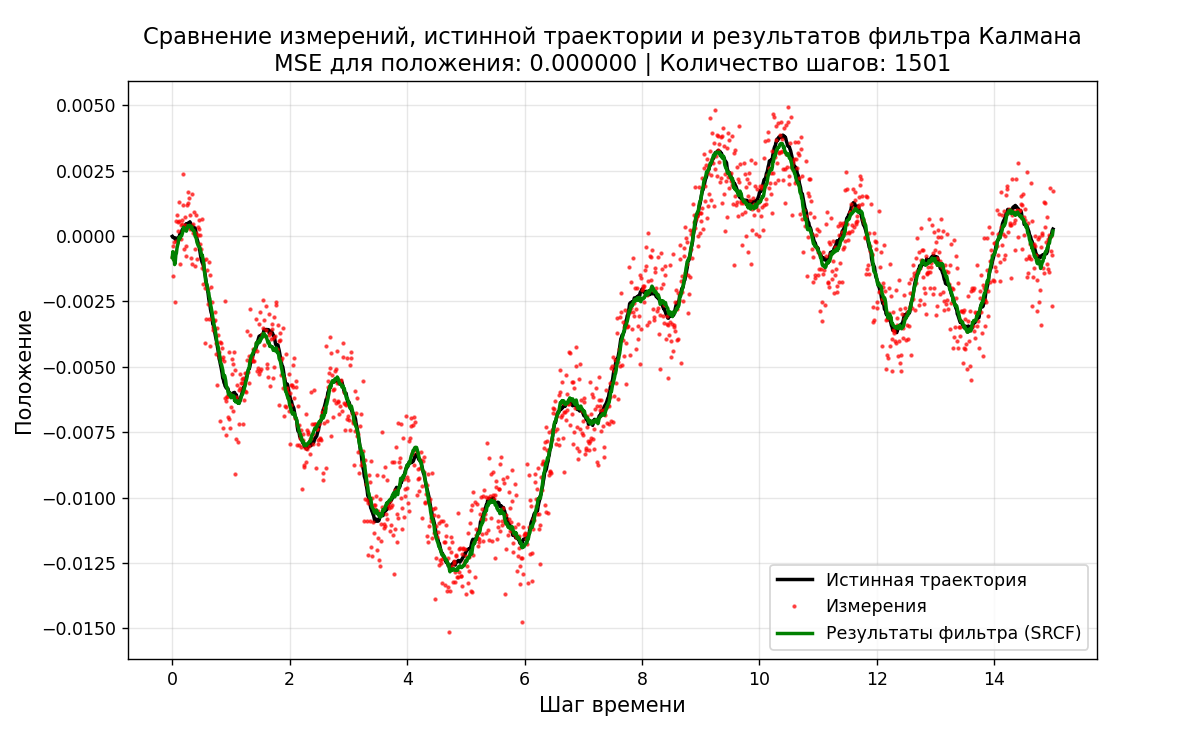 Сравнение измерений, истинной траектории и результатов фильтра Калмана
MSE для положения: 0.000000 | Количество шагов: 1501
Положение
0.0050
0.0025
0.0000
−0.0025
−0.0050
−0.0075
−0.0100
−0.0125
−0.0150
Истинная траектория
Измерения
Результаты фильтра (SRCF)
0 2 4 6 8 10 12 14
Шаг времени